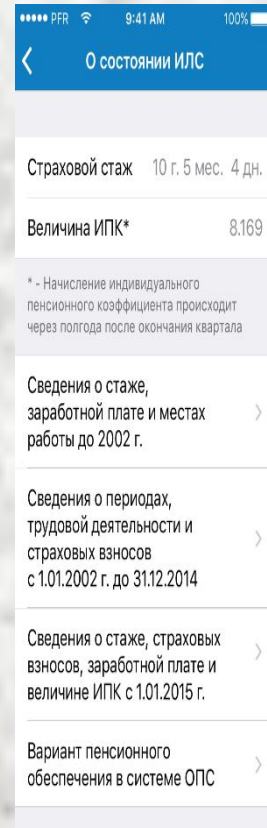 PFR 9:41 AM 100%
О состоянии ИЛС
Страховой стаж 10 г. 5 мес. 4 дн.
Величина ИПК* 8.169
* - Начисление индивидуального
пенсионного коэффициента происходит
через полгода после окончания квартала
Сведения о стаже,
заработной плате и местах
работы до 2002 г.
Сведения о периодах,
трудовой деятельности и
страховых взносов
с 1.01.2002 г. до 31.12.2014
Сведения о стаже, страховых
взносов, заработной плате и
величине ИПК с 1.01.2015 г.
Вариант пенсионного
обеспечения в системе ОПС